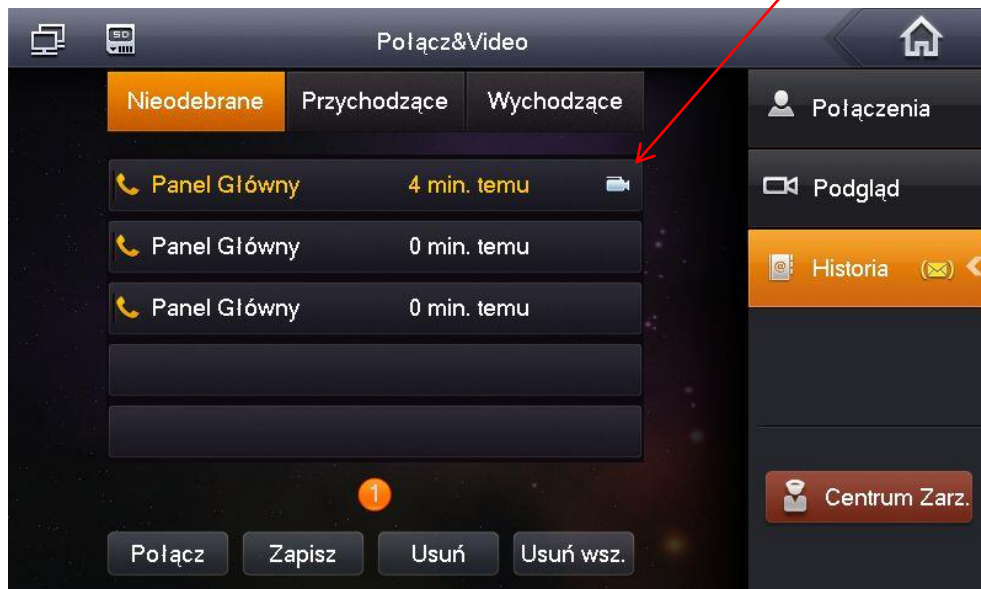 SD
Połącz&Video
Nieodebrane Przychodzące Wychodzące
Panel Główny 4 min. temu
Panel Główny 0 min. temu
Panel Główny 0 min. temu
1
Połącz Zapisz Usuń Usuń wsz.
Połączenia
Podgląd
Historia
Centrum Zarz.